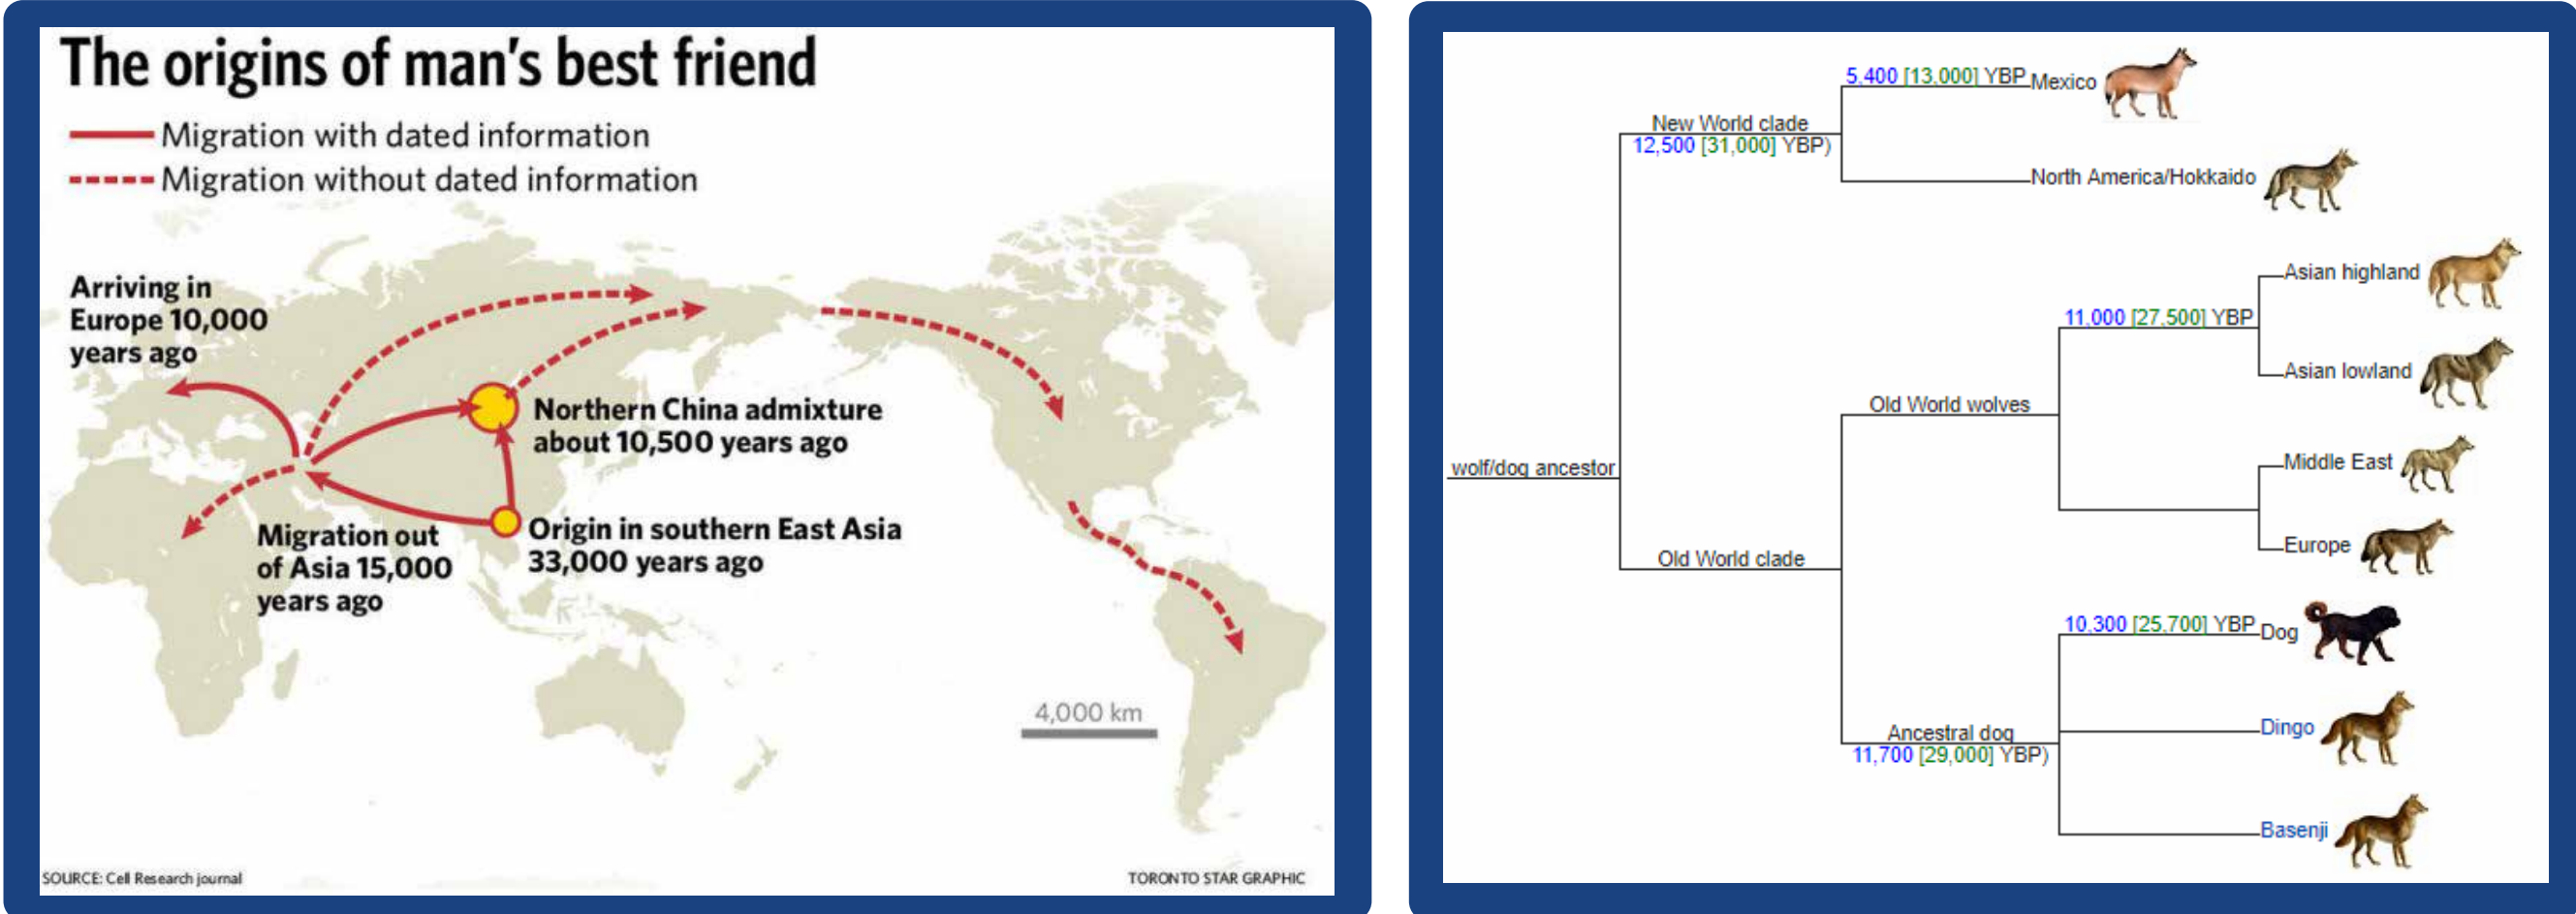 The origins of man's best friend
Migration with dated information
Migration without dated information
Arriving in
Europe 10,000
years ago
Northern China admixture
about 10,500 years ago
Origin in southern East Asia
33,000 years ago
Migration out
of Asia 15,000
years ago
4,000 km
SOURCE: Cell Research journal
TORONTO STAR GRAPHIC
5,400 [13,000] YBP
Mexico
New World clade
12,500 [31,000] YBP)
North America/Hokkaido
Asian highland
11,000 [27,500] YBP
Asian lowland
Old World wolves
Middle East
wolf/dog ancestor
Europe
Old World clade
10,300 [25,700] YBP
Dog
Dingo
Ancestral dog
11,700 [29,000] YBP)
Basenji